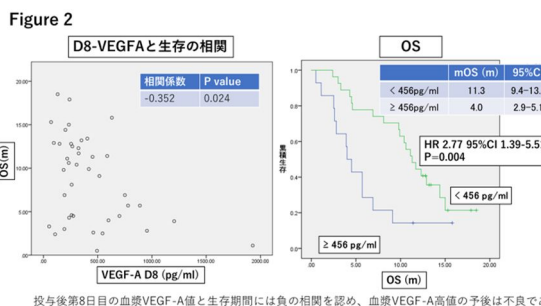 Figure 2
D8-VEGFAと生存の相関
OS
相関係数 P value
-0.352 0.024
mOS (m) 95%CI
< 456pg/ml 11.3 9.4-13.
≥ 456pg/ml 4.0 2.9-5.1
HR 2.77 95%CI 1.39-5.5
P=0.004
< 456 pg/ml
≥ 456 pg/ml
OS(m)
20.00
15.00
10.00
5.00
.00
.00 500.00 1000.00 1500.00 2000.00
VEGF-A D8 (pg/ml)
累積生存
1.0
0.8
0.6
0.4
0.2
0.0
.00 5.00 10.00 15.00 20.00
OS (m)
投与後第8日目の血漿VEGF-A値と生存期間には負の相関を認め、血漿VEGF-A高値の予後は不良で